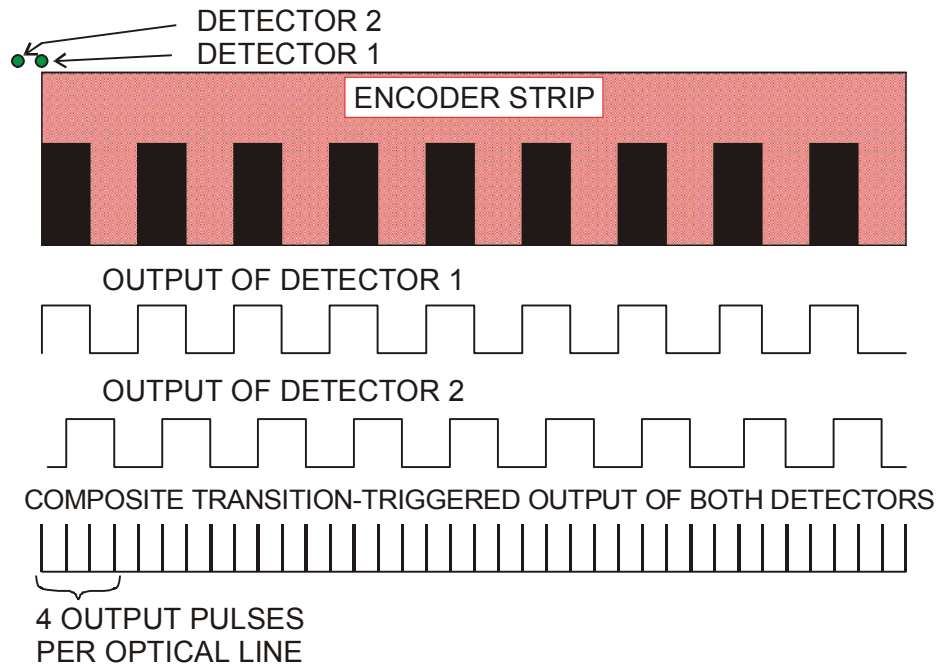 DETECTOR 2
DETECTOR 1
ENCODER STRIP
OUTPUT OF DETECTOR 1
OUTPUT OF DETECTOR 2
COMPOSITE TRANSITION-TRIGGERED OUTPUT OF BOTH DETECTORS
4 OUTPUT PULSES
PER OPTICAL LINE